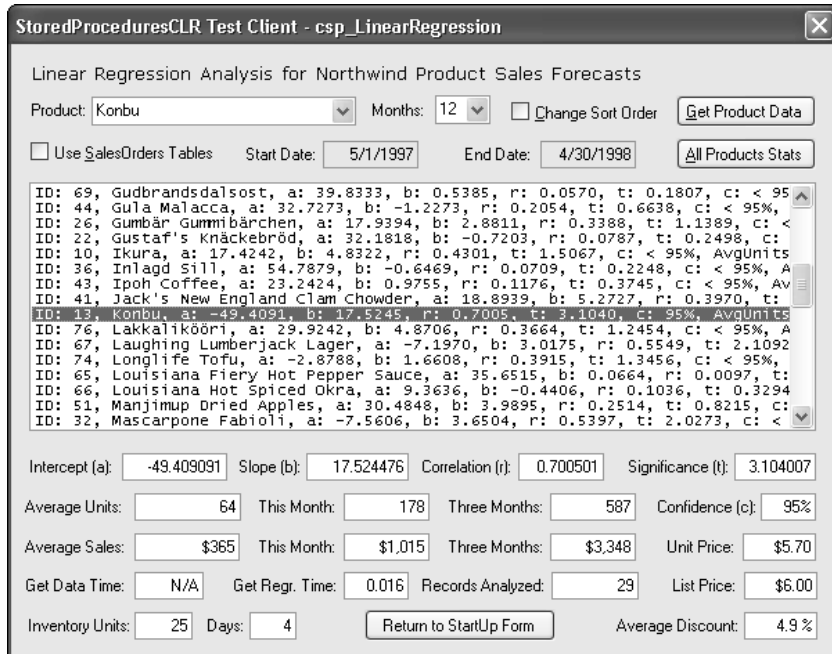 StoredProceduresCLR Test Client - csp_LinearRegression
Linear Regression Analysis for Northwind Product Sales Forecasts
Product: Konbu Months: 12 Change Sort Order Get Product Data
Use SalesOrders Tables Start Date: 5/1/1997 End Date: 4/30/1998 All Products Stats
ID: 69, Gudbrandsdalsost, a: 39.8333, b: 0.5385, r: 0.0570, t: 0.1807, c: < 95
ID: 44, Gula Malacca, a: 32.7273, b: -1.2273, r: 0.2054, t: 0.6638, c: < 95%,
ID: 26, Gumbär Gummibärchen, a: 17.9394, b: 2.8811, r: 0.3388, t: 1.1389, c: <
ID: 22, Gustaf's Knäckebröd, a: 32.1818, b: -0.7203, r: 0.0787, t: 0.2498, c:
ID: 10, Ikura, a: 17.4242, b: 4.8322, r: 0.4301, t: 1.5067, c: < 95%, AvgUnits
ID: 36, Inlagd Sill, a: 54.7879, b: -0.6469, r: 0.0709, t: 0.2248, c: < 95%, A
ID: 43, Ipoh Coffee, a: 23.2424, b: 0.9755, r: 0.1176, t: 0.3745, c: < 95%, Av
ID: 41, Jack's New England Clam Chowder, a: 18.8939, b: 5.2727, r: 0.3970, t:
ID: 13, Konbu, a: -49.4091, b: 17.5245, r: 0.7005, t: 3.1040, c: 95%, AvgUnits
ID: 76, Lakkalikööri, a: 29.9242, b: 4.8706, r: 0.3664, t: 1.2454, c: < 95%, A
ID: 67, Laughing Lumberjack Lager, a: -7.1970, b: 3.0175, r: 0.5549, t: 2.1092
ID: 74, Longlife Tofu, a: -2.8788, b: 1.6608, r: 0.3915, t: 1.3456, c: < 95%,
ID: 65, Louisiana Fiery Hot Pepper Sauce, a: 35.6515, b: 0.0664, r: 0.0097, t:
ID: 66, Louisiana Hot Spiced Okra, a: 9.3636, b: -0.4406, r: 0.1036, t: 0.3294
ID: 51, Manjimup Dried Apples, a: 30.4848, b: 3.9895, r: 0.2514, t: 0.8215, c:
ID: 32, Mascarpone Fabioli, a: -7.5606, b: 3.6504, r: 0.5397, t: 2.0273, c: <
Intercept (a): -49.409091 Slope (b): 17.524476 Correlation (r): 0.700501 Significance (t): 3.104007
Average Units: 64 This Month: 178 Three Months: 587 Confidence (c): 95%
Average Sales: $365 This Month: $1,015 Three Months: $3,348 Unit Price: $5.70
Get Data Time: N/A Get Regr. Time: 0.016 Records Analyzed: 29 List Price: $6.00
Inventory Units: 25 Days: 4 Return to StartUp Form Average Discount: 4.9 %